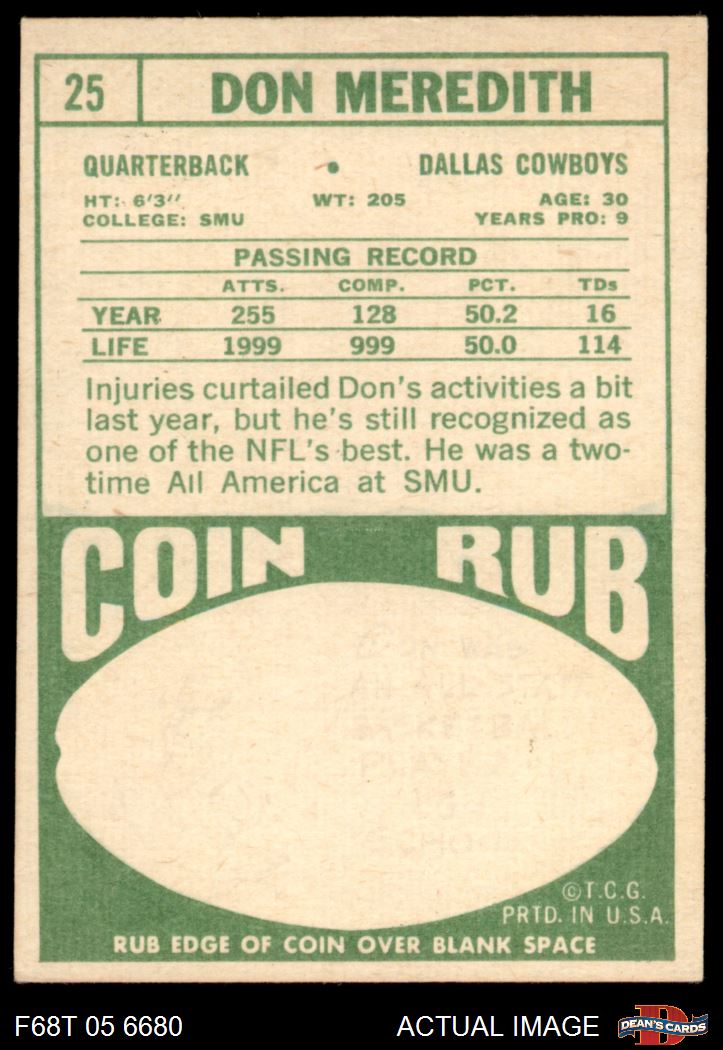 25 DON MEREDITH
QUARTERBACK • DALLAS COWBOYS
HT: 6'3" WT: 205 AGE: 30
COLLEGE: SMU YEARS PRO: 9
PASSING RECORD
ATTS. COMP. PCT. TDs
YEAR 255 128 50.2 16
LIFE 1999 999 50.0 114
Injuries curtailed Don's activities a bit
last year, but he's still recognized as
one of the NFL's best. He was a two-
time All America at SMU.
COIN RUB
©T.C.G.
PRTD. IN U.S.A.
RUB EDGE OF COIN OVER BLANK SPACE
F68T 05 6680 ACTUAL IMAGE D DEAN'S CARDS